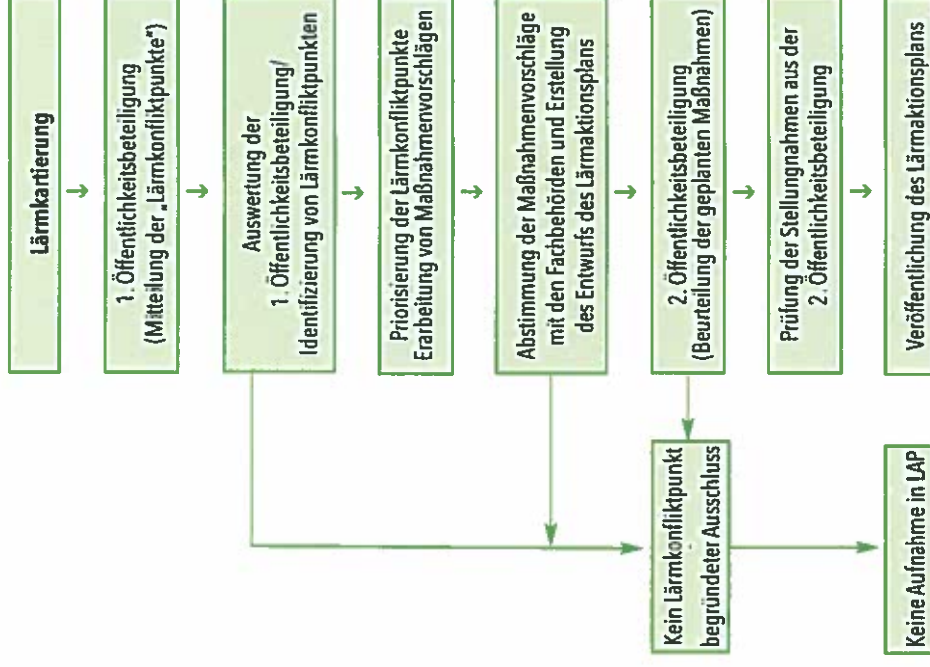 Lärmkartierung
1. Öffentlichkeitsbeteiligung
(Mitteilung der „Lärmkonfliktpunkte“)
Auswertung der
1. Öffentlichkeitsbeteiligung/
Identifizierung von Lärmkonfliktpunkten
Priorisierung der Lärmkonfliktpunkte
Erarbeitung von Maßnahmenvorschlägen
Abstimmung der Maßnahmenvorschläge
mit den Fachbehörden und Erstellung
des Entwurfs des Lärmaktionsplans
2. Öffentlichkeitsbeteiligung
(Beurteilung der geplanten Maßnahmen)
Prüfung der Stellungnahmen aus der
2. Öffentlichkeitsbeteiligung
Veröffentlichung des Lärmaktionsplans
Kein Lärmkonfliktpunkt
begründeter Ausschluss
Keine Aufnahme in LAP